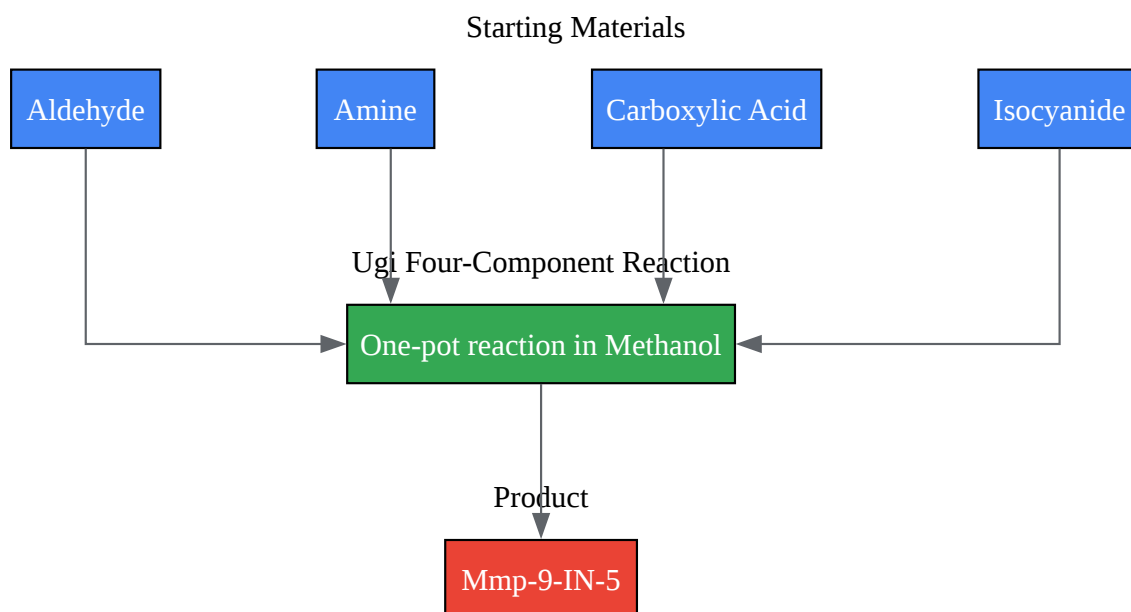 Starting Materials
Aldehyde
Amine
Carboxylic Acid
Isocyanide
Ugi Four-Component Reaction
One-pot reaction in Methanol
Product
Mmp-9-IN-5